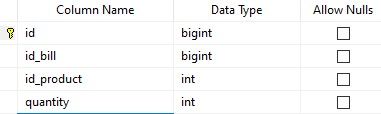 Column Name Data Type Allow Nulls
id bigint
id_bill bigint
id_product int
quantity int